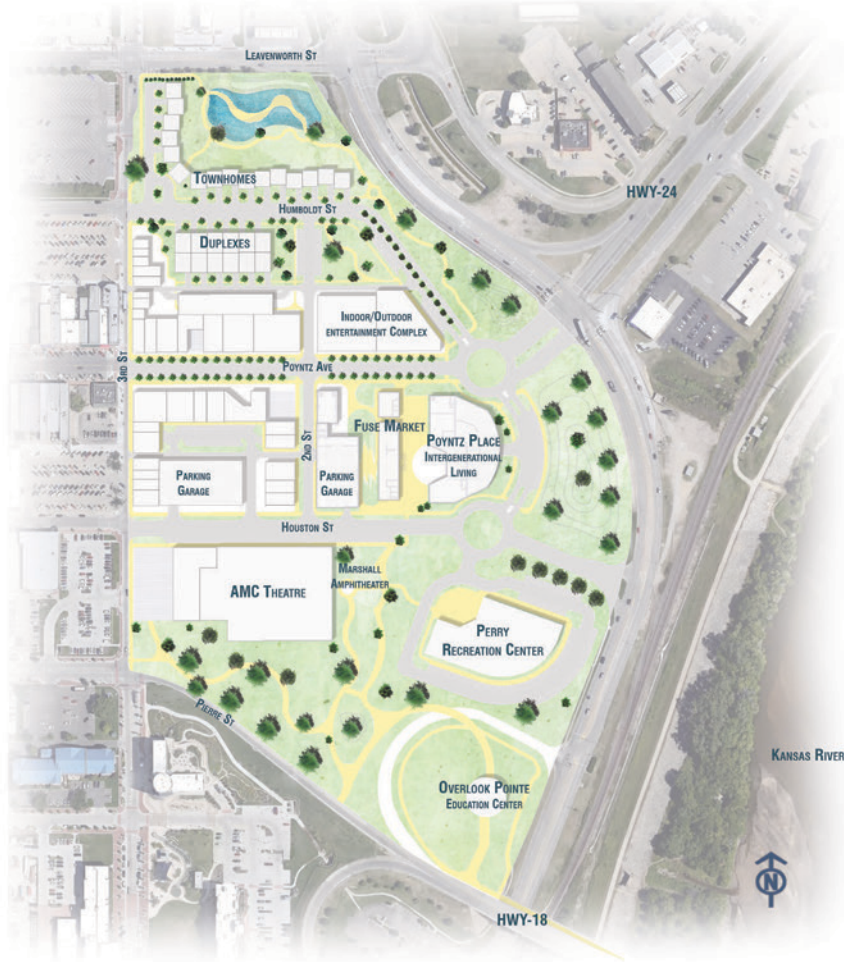 Leavenworth St
HWY-24
Townhomes
Humboldt St
Duplexes
Indoor/Outdoor
entertainment Complex
3rd St.
Poyntz Ave
2nd St
Fuse Market
Poyntz Place
Intergenerational
Living
Parking
Garage
Parking
Garage
Houston St
Marshall
Amphitheater
AMC Theatre
Perry
Recreation Center
Pierre St
Kansas River
Overlook Pointe
Education Center
N
HWY-18